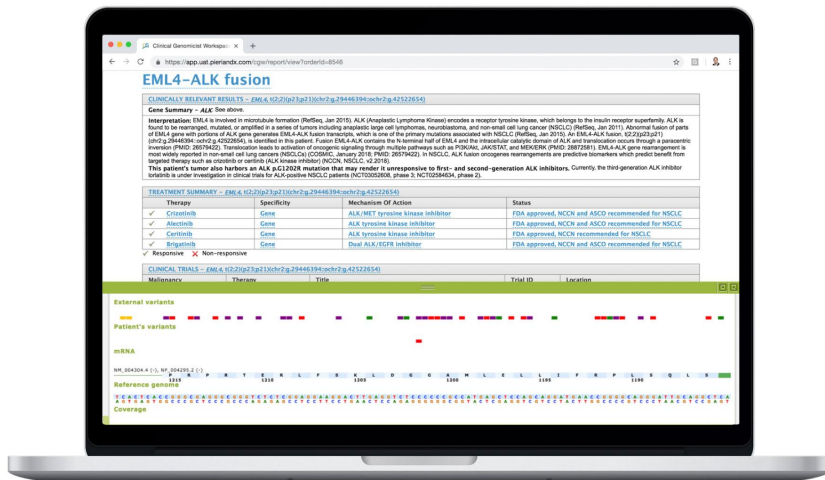 Clinical Genomicist Workspac
https://app.uat.pieriandx.com/cgw/report/view?orderId=8546
EML4-ALK fusion
CLINICALLY RELEVANT RESULTS - EML4, t(2;2)(p23;p21)(chr2:g.29446394::ochr2:g.42522654)
Gene Summary - ALK See above.
Interpretation: EML4 is involved in microtubule formation (RefSeq, Jan 2015). ALK (Anaplastic Lymphoma Kinase) encodes a receptor tyrosine kinase, which belongs to the insulin receptor superfamily. ALK is
found to be rearranged, mutated, or amplified in a series of tumors including anaplastic large cell lymphomas, neuroblastoma, and non-small cell lung cancer (NSCLC) (RefSeq, Jan 2011). Abnormal fusion of parts
of EML4 gene with portions of ALK gene generates EML4-ALK fusion transcripts, which is one of the primary mutations associated with NSCLC (RefSeq, Jan 2015). An EML4-ALK fusion, t(2;2)(p23;p21)
(chr2:g.29446394::ochr2:g.42522654), is identified in this patient. Fusion EML4-ALK contains the N-terminal half of EML4 and the intracellular catalytic domain of ALK and translocation occurs through a paracentric
inversion (PMID: 26579422). Translocation leads to activation of oncogenic signaling through multiple pathways such as PI3K/Akt, JAK/STAT, and MEK/ERK (PMID: 26872581). EML4-ALK gene rearrangement is
most widely reported in non-small cell lung cancers (NSCLCs) (COSMIC, January 2018; PMID: 26579422). In NSCLC, ALK fusion oncogenes rearrangements are predictive biomarkers which predict benefit from
targeted therapy such as crizotinib or ceritinib (ALK kinase inhibitor) (NCCN, NSCLC, v2.2018).
This patient's tumor also harbors an ALK p.G1202R mutation that may render it unresponsive to first- and second-generation ALK inhibitors. Currently, the third-generation ALK inhibitor
lorlatinib is under investigation in clinical trials for ALK-positive NSCLC patients (NCT03052608, phase 3; NCT02584634, phase 2).
TREATMENT SUMMARY - EML4, t(2;2)(p23;p21)(chr2:g.29446394::ochr2:g.42522654)
Therapy Specificity Mechanism Of Action Status
✓ Crizotinib Gene ALK/MET tyrosine kinase inhibitor FDA approved, NCCN and ASCO recommended for NSCLC
✓ Alectinib Gene ALK tyrosine kinase inhibitor FDA approved, NCCN and ASCO recommended for NSCLC
✓ Ceritinib Gene ALK tyrosine kinase inhibitor FDA approved, NCCN recommended for NSCLC
✓ Brigatinib Gene Dual ALK/EGFR inhibitor FDA approved, NCCN and ASCO recommended for NSCLC
✓ Responsive ✗ Non-responsive
CLINICAL TRIALS - EML4, t(2;2)(p23;p21)(chr2:g.29446394::ochr2:g.42522654)
Malignancy Therapy Title Trial ID Location
External variants
Patient's variants
mRNA
NM_004304.4 (-), NP_004295.2 (-)
P R P R T E R L F S K L D G G A M L E L L I F R P L S Q L S
1215 1210 1205 1200 1195 1190
Reference genome
Coverage